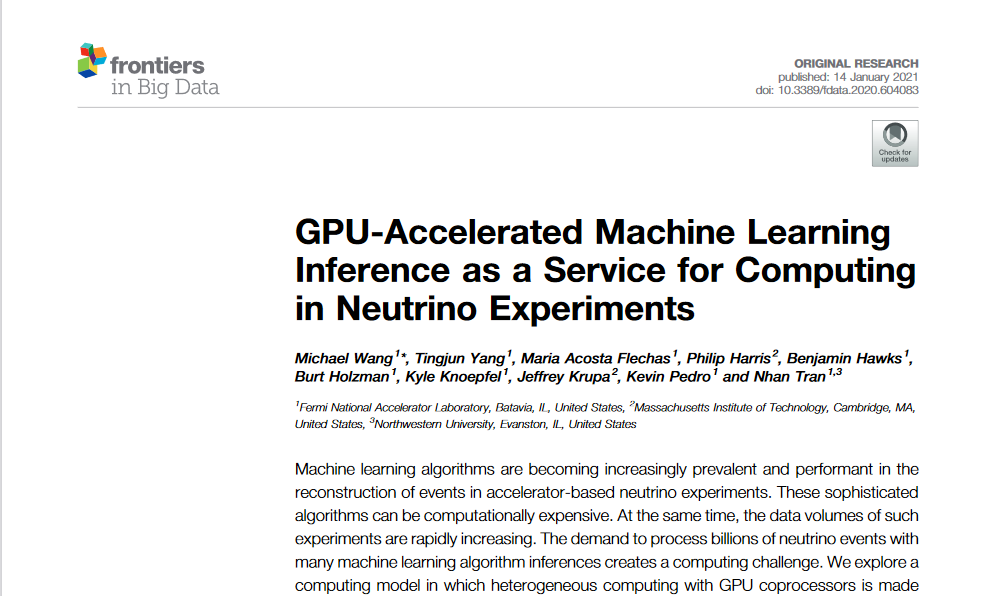 frontiers
in Big Data
ORIGINAL RESEARCH
published: 14 January 2021
doi: 10.3389/fdata.2020.604083
Check for
updates
GPU-Accelerated Machine Learning
Inference as a Service for Computing
in Neutrino Experiments
Michael Wang 1*, Tingjun Yang 1, Maria Acosta Flechas 1, Philip Harris 2, Benjamin Hawks 1,
Burt Holzman 1, Kyle Knoepfel 1, Jeffrey Krupa 2, Kevin Pedro 1 and Nhan Tran 1,3
1Fermi National Accelerator Laboratory, Batavia, IL, United States, 2Massachusetts Institute of Technology, Cambridge, MA,
United States, 3Northwestern University, Evanston, IL, United States
Machine learning algorithms are becoming increasingly prevalent and performant in the
reconstruction of events in accelerator-based neutrino experiments. These sophisticated
algorithms can be computationally expensive. At the same time, the data volumes of such
experiments are rapidly increasing. The demand to process billions of neutrino events with
many machine learning algorithm inferences creates a computing challenge. We explore a
computing model in which heterogeneous computing with GPU coprocessors is made